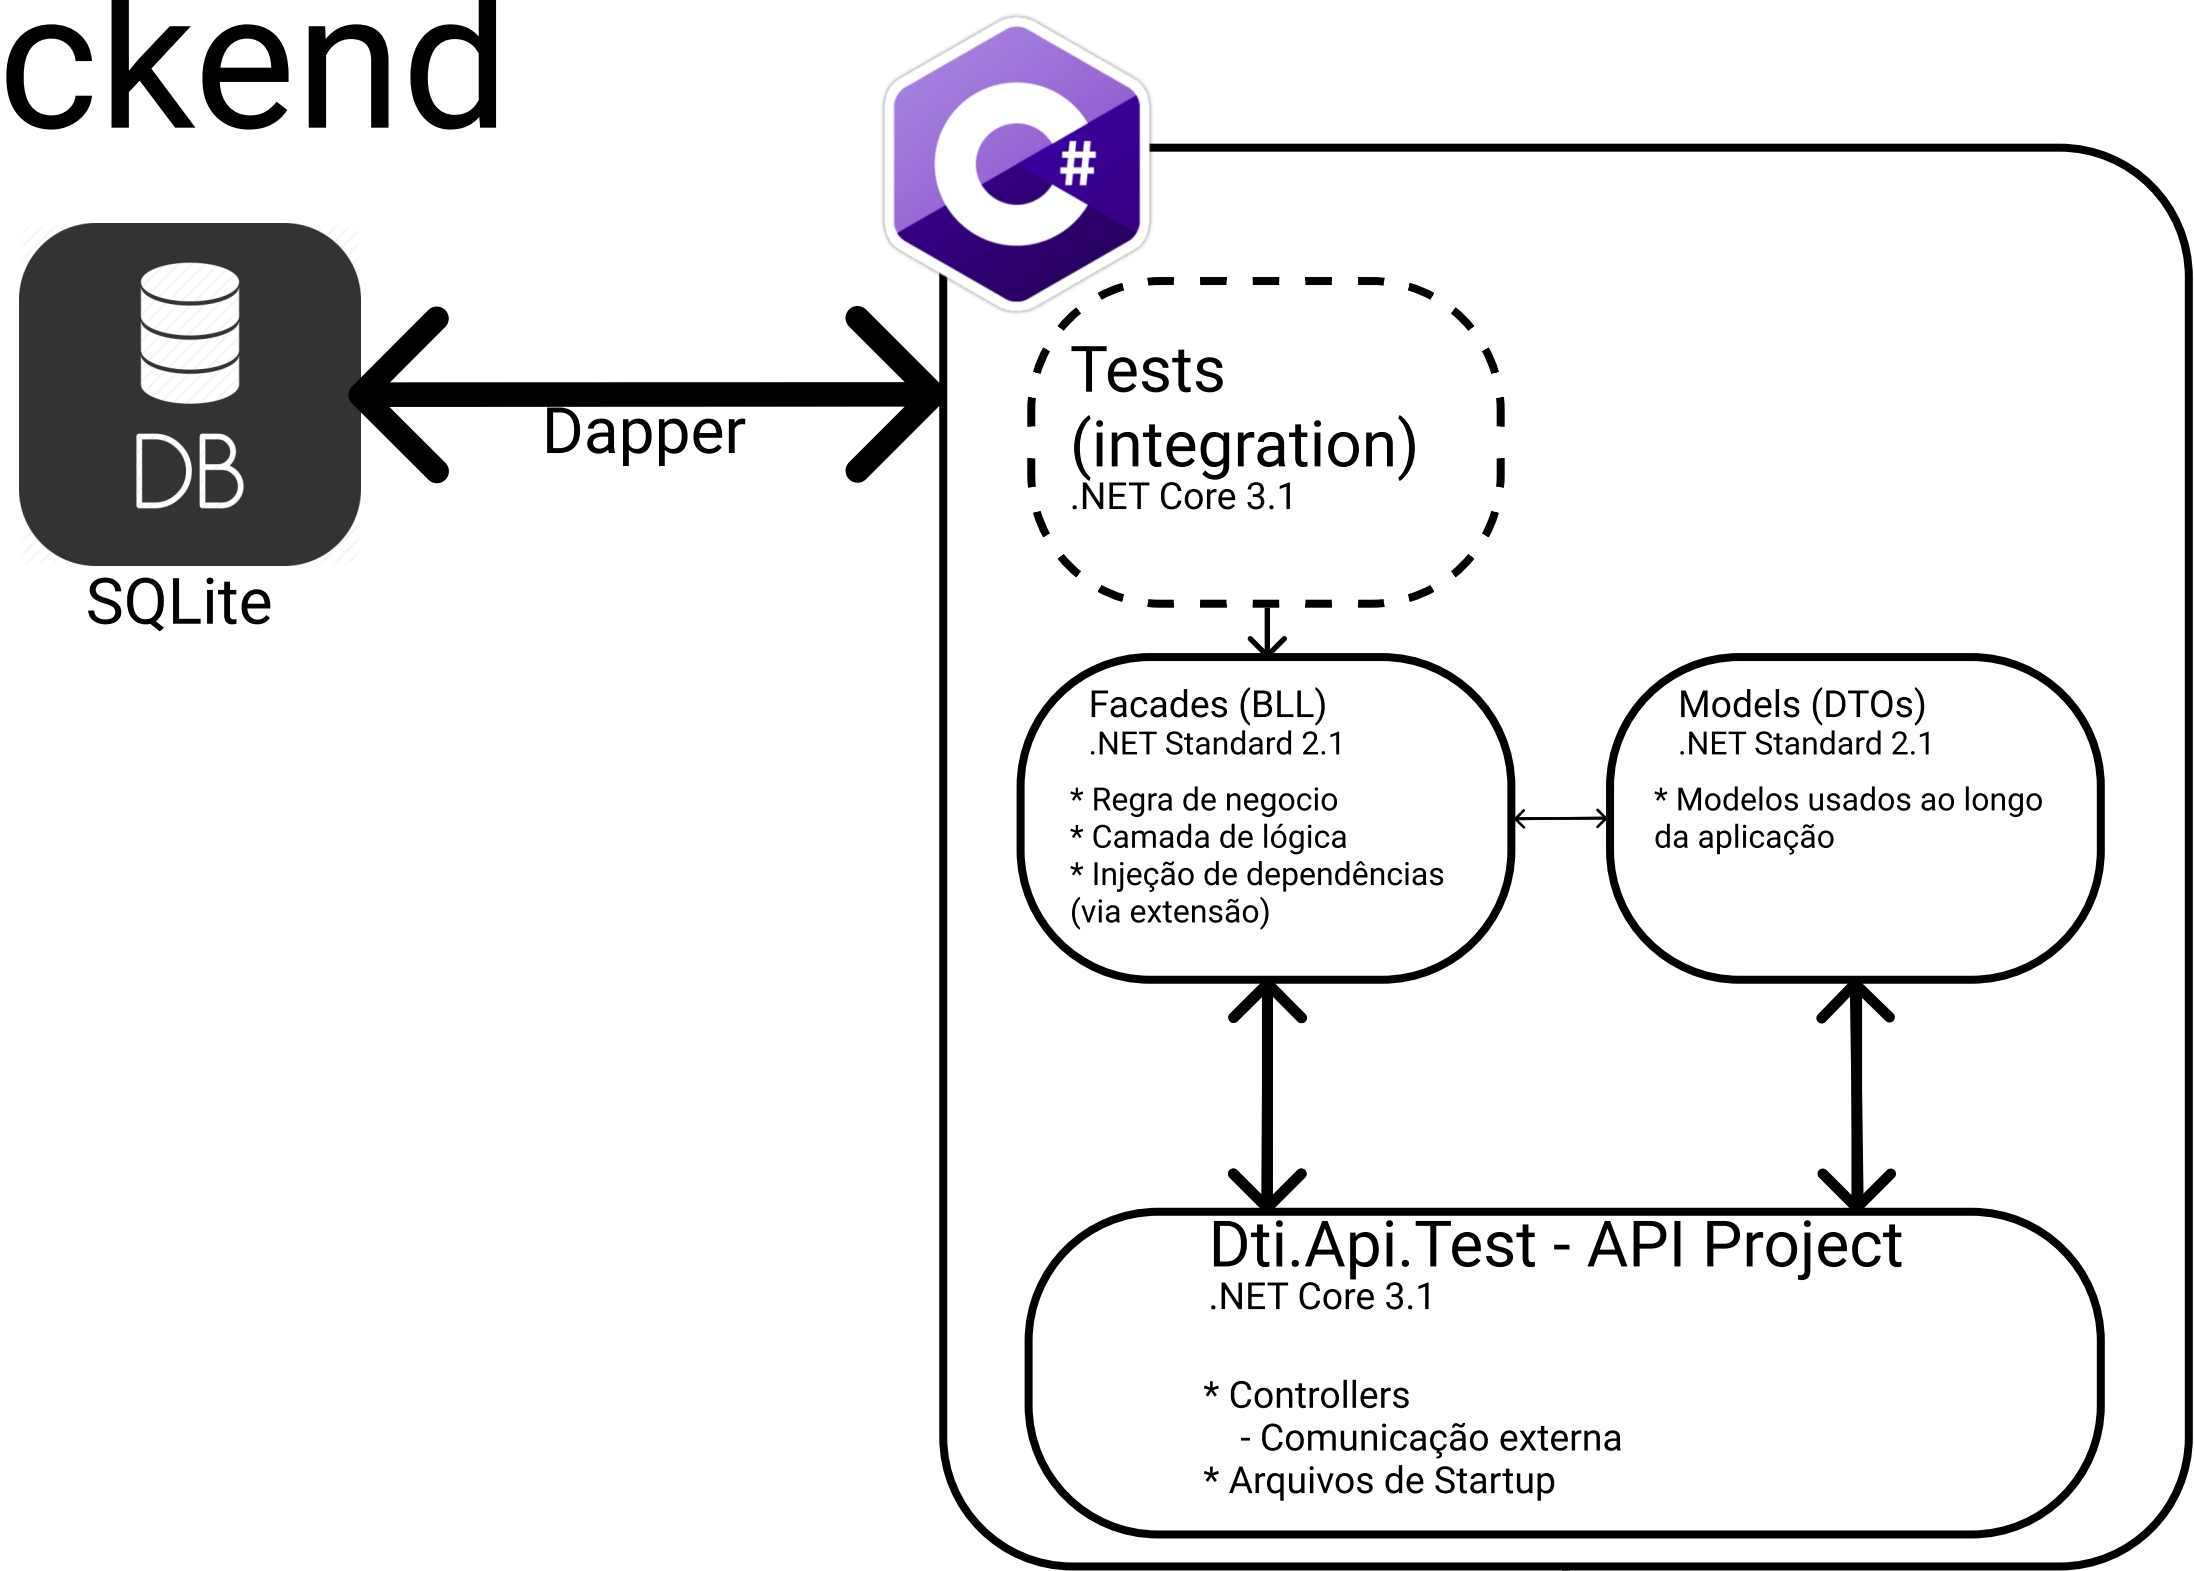 ckend
C#
DB
SQLite
Dapper
Tests
(integration)
.NET Core 3.1
Facades (BLL)
.NET Standard 2.1
* Regra de negocio
* Camada de lógica
* Injeção de dependências
(via extensão)
Models (DTOs)
.NET Standard 2.1
* Modelos usados ao longo
da aplicação
Dti.Api.Test - API Project
.NET Core 3.1
* Controllers
- Comunicação externa
* Arquivos de Startup